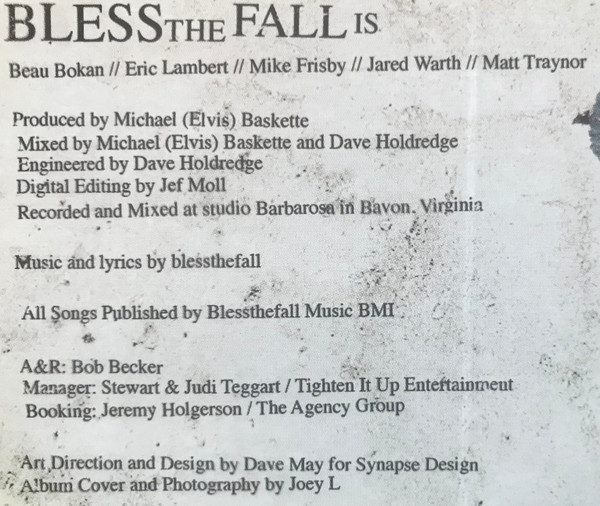 BLESSTHEFALL IS
Beau Bokan // Eric Lambert // Mike Frisby // Jared Warth // Matt Traynor
Produced by Michael (Elvis) Baskette
Mixed by Michael (Elvis) Baskette and Dave Holdredge
Engineered by Dave Holdredge
Digital Editing by Jef Moll
Recorded and Mixed at studio Barbarosa in Bavon. Virginia
Music and lyrics by blessthefall
All Songs Published by Blessthefall Music BMI
A&R: Bob Becker
Manager: Stewart & Judi Teggart / Tighten It Up Entertainment
Booking: Jeremy Holgerson / The Agency Group
Art Direction and Design by Dave May for Synapse Design
Album Cover and Photography by Joey L